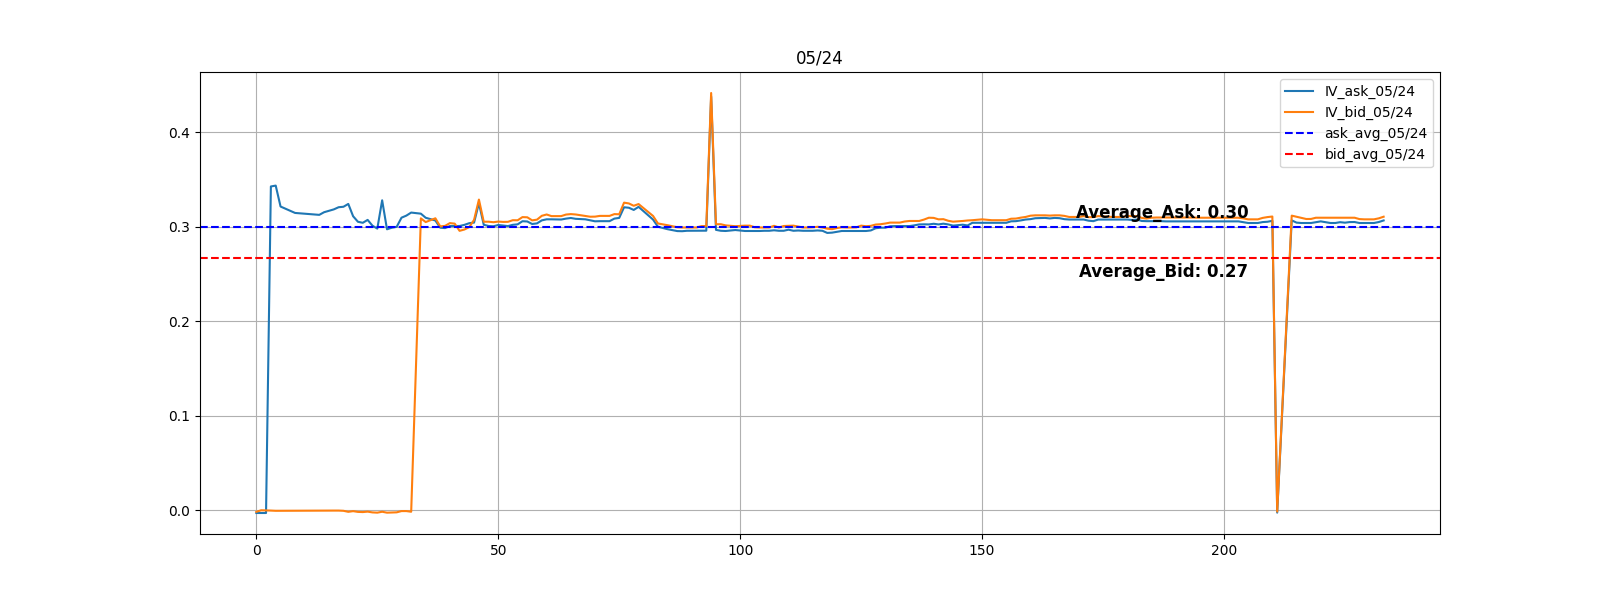 05/24
IV_ask_05/24
IV_bid_05/24
ask_avg_05/24
bid_avg_05/24
0.4
0.3
0.2
0.1
0.0
Average_Ask: 0.30
Average_Bid: 0.27
0
50
100
150
200